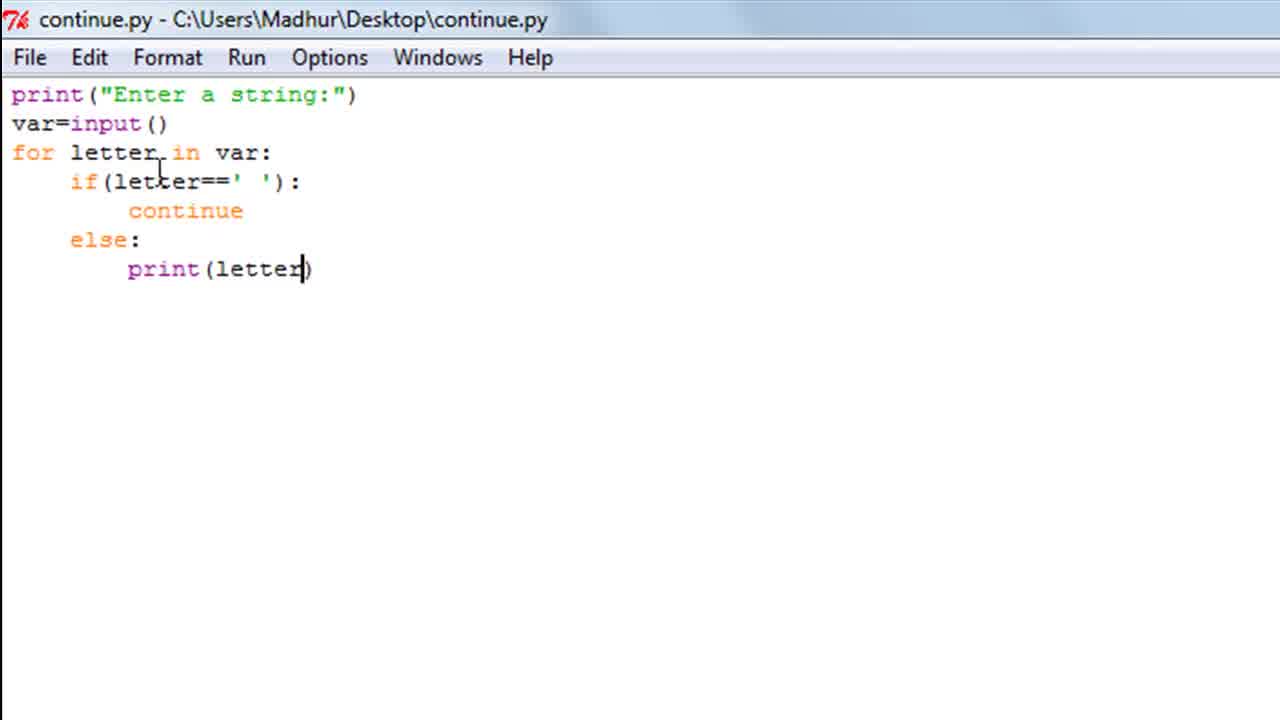 continue.py - C:\Users\Madhur\Desktop\continue.py
File Edit Format Run Options Windows Help
print("Enter a string:")
var=input()
for letter in var:
    if(letter==' '):
        continue
    else:
        print(letter)